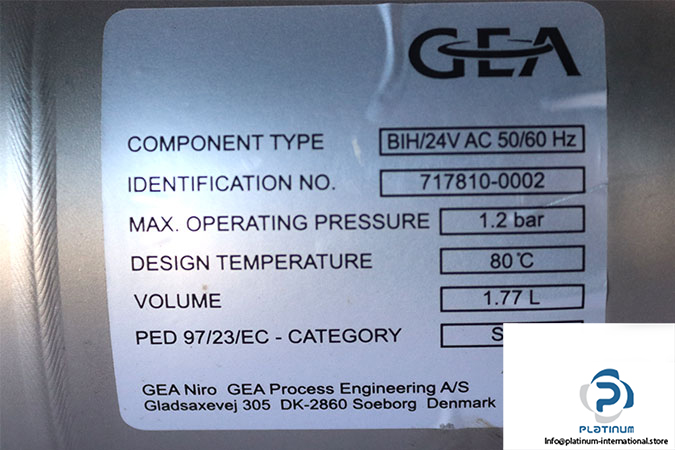 GEA
COMPONENT TYPE BIH/24V AC 50/60 Hz
IDENTIFICATION NO. 717810-0002
MAX. OPERATING PRESSURE 1.2 bar
DESIGN TEMPERATURE 80°C
VOLUME 1.77 L
PED 97/23/EC - CATEGORY
GEA Niro GEA Process Engineering A/S
Gladsaxevej 305 DK-2860 Soeborg Denmark
PLATINUM
Info@platinum-international.store